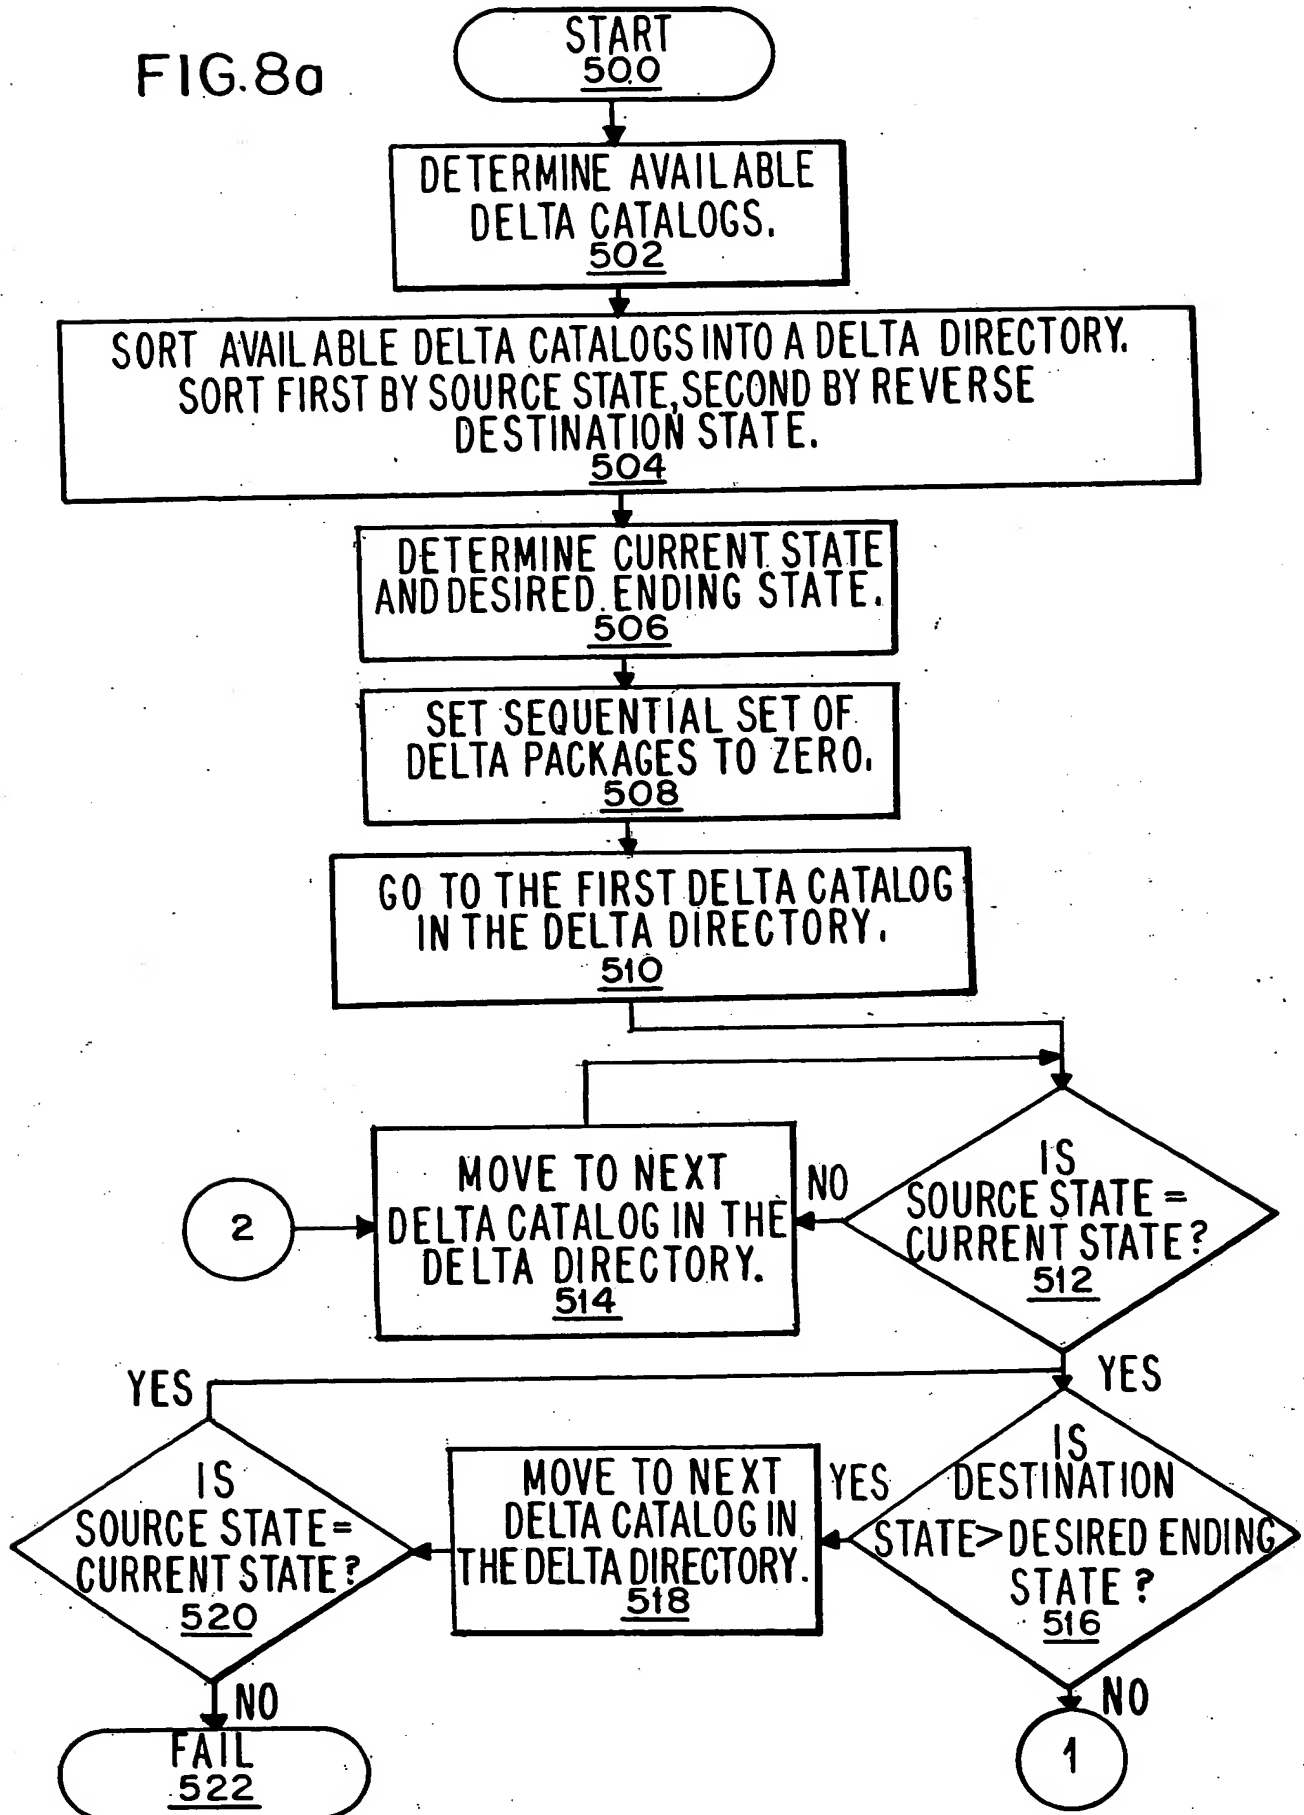 FIG.8a
START
500
DETERMINE AVAILABLE
DELTA CATALOGS.
502
SORT AVAILABLE DELTA CATALOGS INTO A DELTA DIRECTORY.
SORT FIRST BY SOURCE STATE, SECOND BY REVERSE
DESTINATION STATE.
504
DETERMINE CURRENT STATE
AND DESIRED ENDING STATE.
506
SET SEQUENTIAL SET OF
DELTA PACKAGES TO ZERO.
508
GO TO THE FIRST DELTA CATALOG
IN THE DELTA DIRECTORY.
510
2
MOVE TO NEXT
DELTA CATALOG IN THE
DELTA DIRECTORY.
514
NO
IS
SOURCE STATE =
CURRENT STATE?
512
YES
YES
IS
SOURCE STATE =
CURRENT STATE?
520
MOVE TO NEXT
DELTA CATALOG IN
THE DELTA DIRECTORY.
518
YES
IS
DESTINATION
STATE > DESIRED ENDING
STATE ?
516
NO
FAIL
522
NO
1